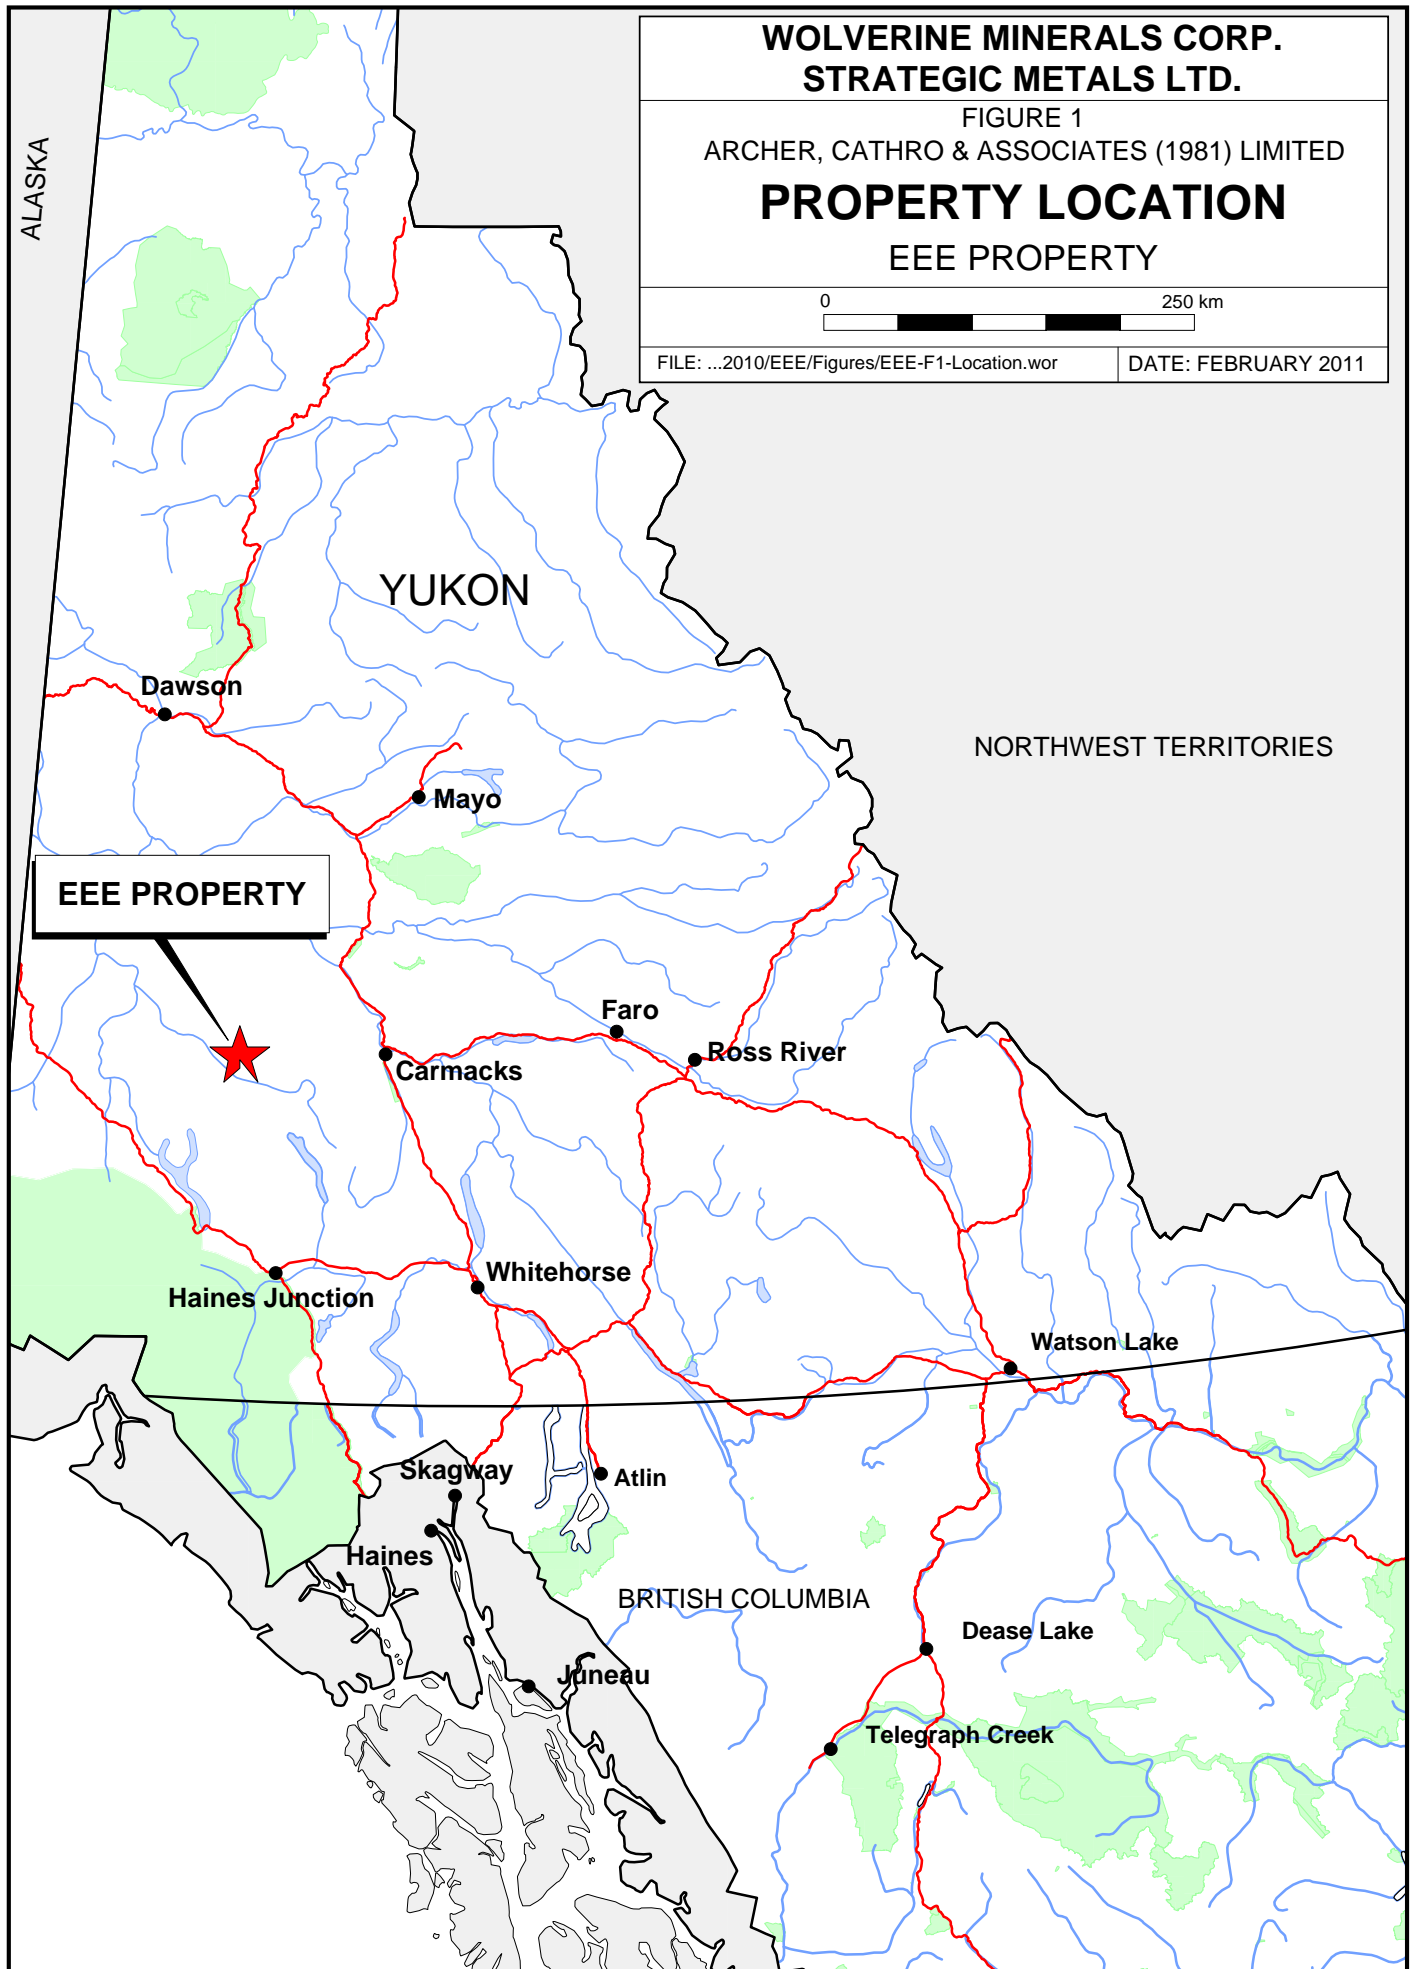 WOLVERINE MINERALS CORP.
STRATEGIC METALS LTD.
FIGURE 1
ARCHER, CATHRO & ASSOCIATES (1981) LIMITED
PROPERTY LOCATION
EEE PROPERTY
0 250 km
FILE: ...2010/EEE/Figures/EEE-F1-Location.wor
DATE: FEBRUARY 2011
ALASKA
YUKON
Dawson
NORTHWEST TERRITORIES
Mayo
EEE PROPERTY
Faro
Ross River
Carmacks
Whitehorse
Haines Junction
Watson Lake
Skagway
Atlin
Haines
BRITISH COLUMBIA
Dease Lake
Juneau
Telegraph Creek